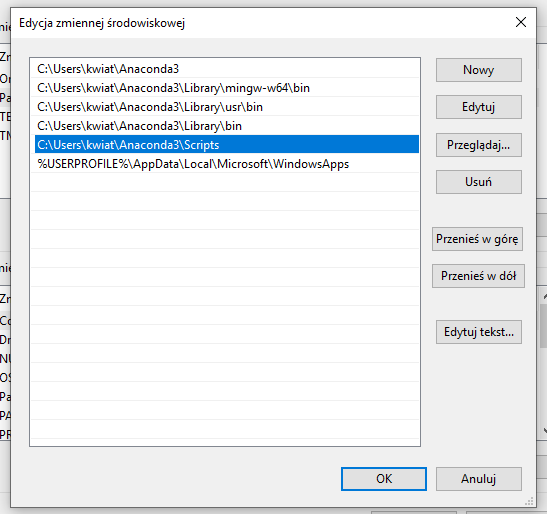 Edycja zmiennej środowiskowej
C:\Users\kwiat\Anaconda3
C:\Users\kwiat\Anaconda3\Library\mingw-w64\bin
C:\Users\kwiat\Anaconda3\Library\usr\bin
C:\Users\kwiat\Anaconda3\Library\bin
C:\Users\kwiat\Anaconda3\Scripts
%USERPROFILE%\AppData\Local\Microsoft\WindowsApps
Nowy
Edytuj
Przeglądaj...
Usuń
Przenieś w górę
Przenieś w dół
Edytuj tekst...
OK
Anuluj